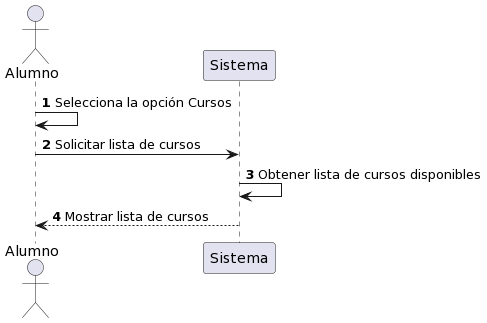 Alumno
Sistema
1 Selecciona la opción Cursos
2 Solicitar lista de cursos
3 Obtener lista de cursos disponibles
4 Mostrar lista de cursos
Alumno
Sistema